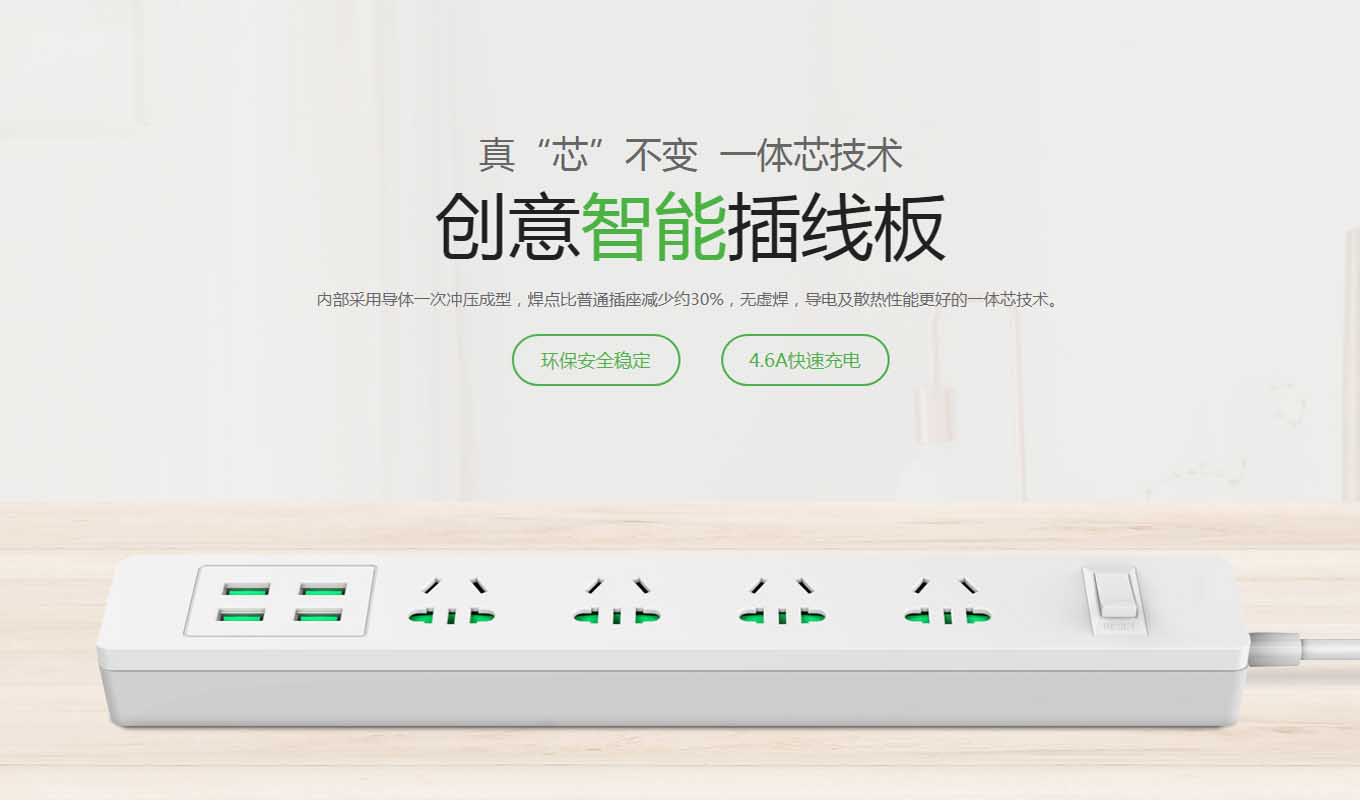 真“芯”不变 一体芯技术
创意智能插线板
内部采用导体一次冲压成型，焊点比普通插座减少约30%，无虚焊，导电及散热性能更好的一体芯技术。
环保安全稳定
4.6A快速充电